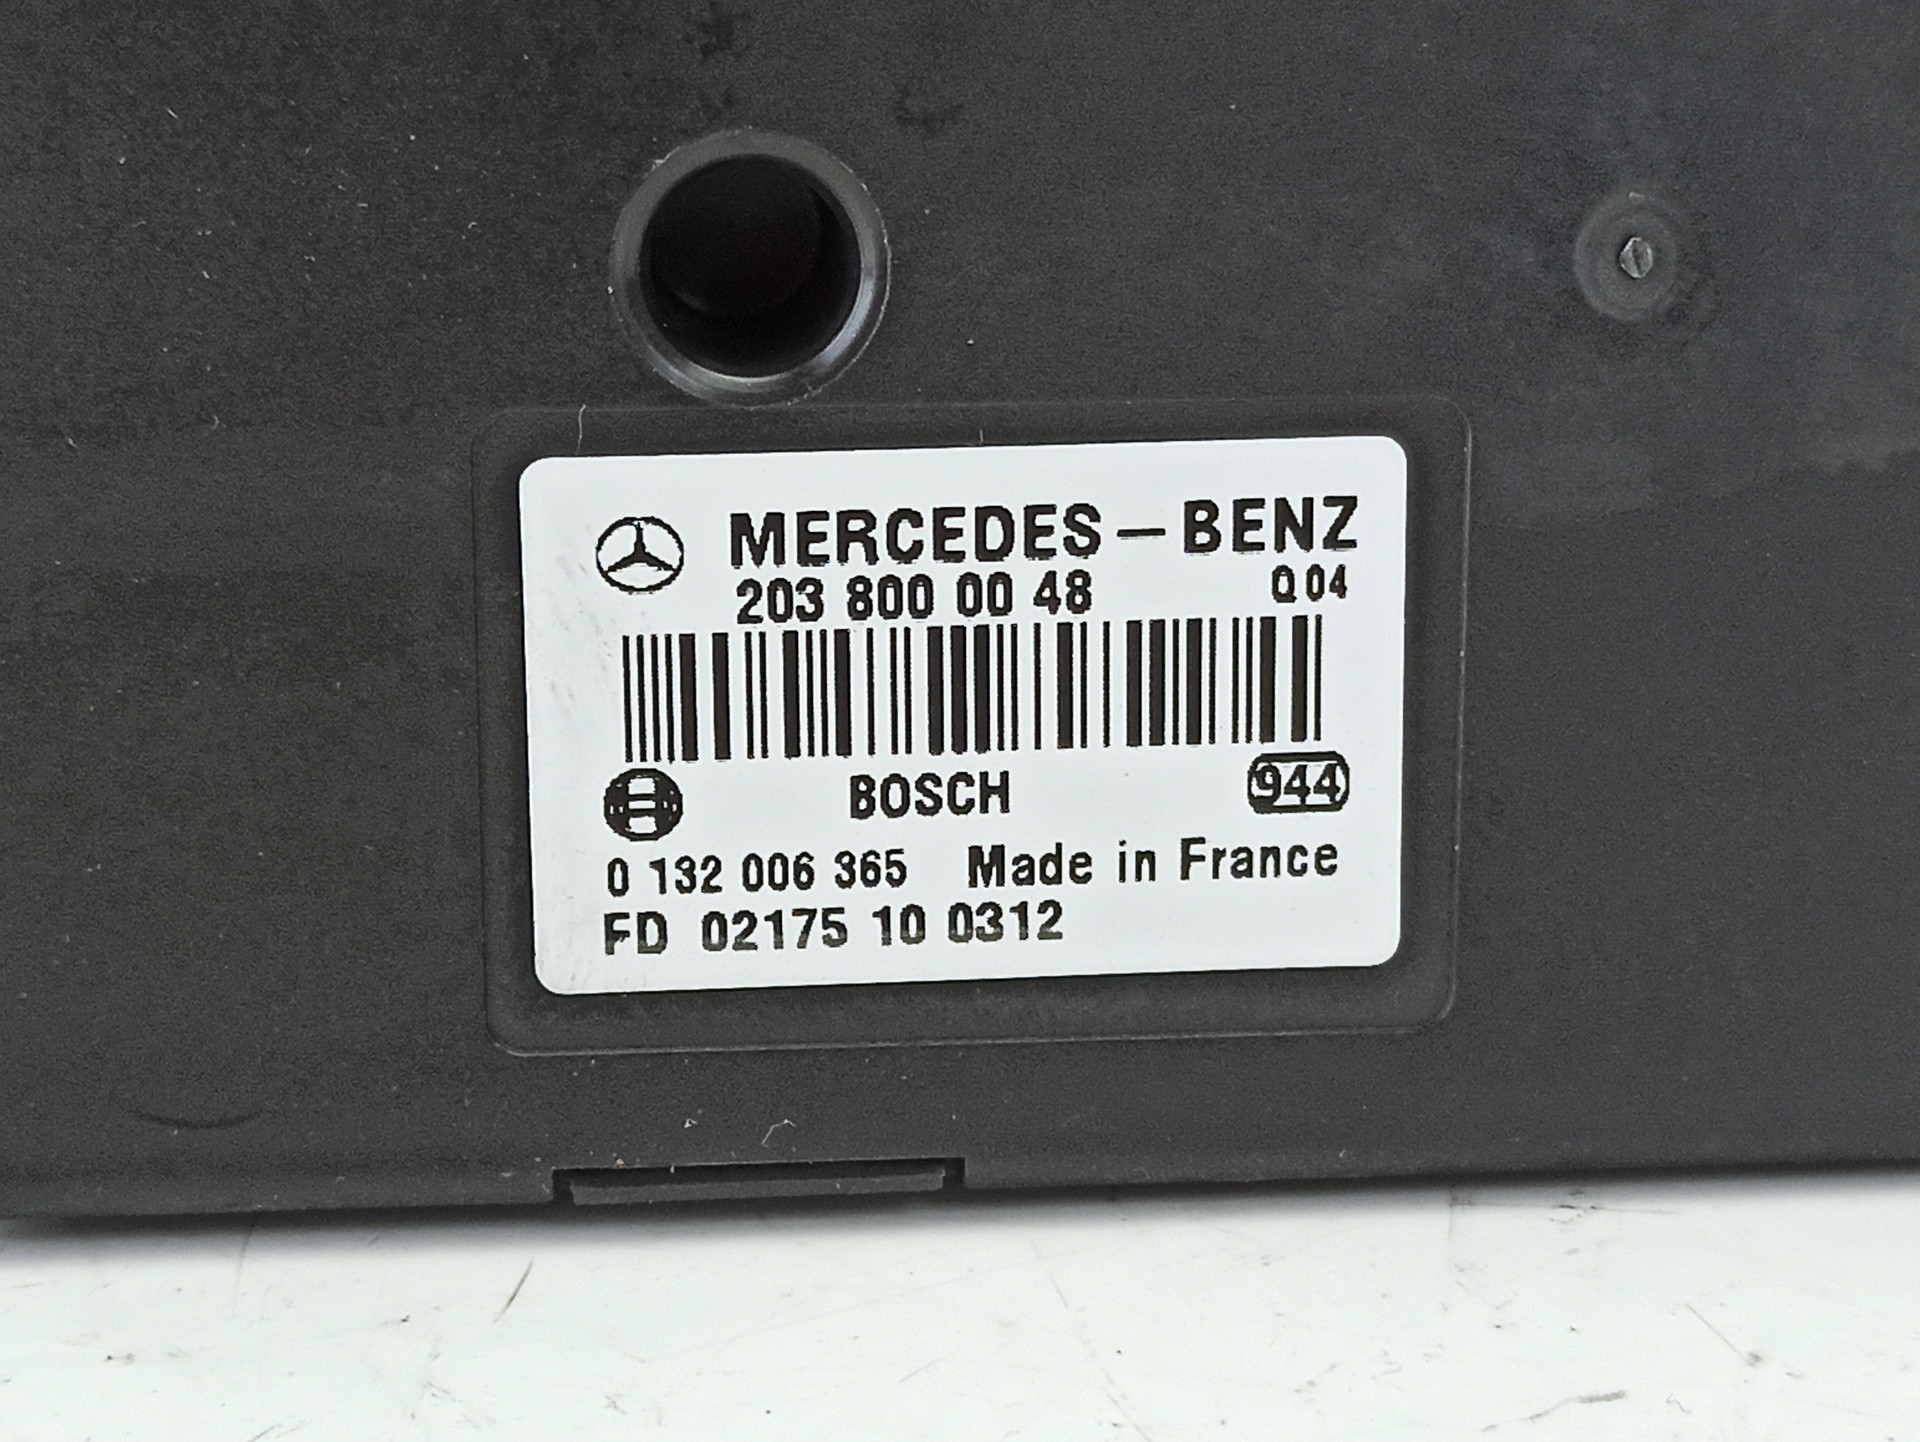 MERCEDES-BENZ
203 800 00 48 Q04
BOSCH 944
0 132 006 365 Made in France
FD 02175 10 0312